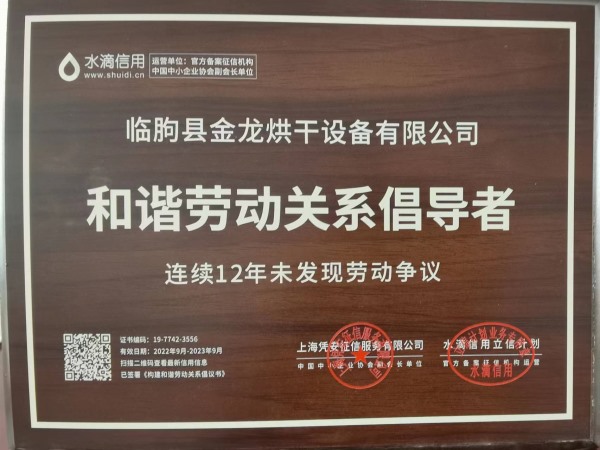 水滴信用
www.shuidi.cn
运营单位：官方备案征信机构
中国中小企业协会副会长单位
临朐县金龙烘干设备有限公司
和谐劳动关系倡导者
连续12年未发现劳动争议
证书编码：19-7742-3556
有效日期：2022年9月-2023年9月
扫描二维码查看最新信用信息
已签署《构建和谐劳动关系倡议书》
上海凭安征信服务有限公司
中国中小企业协会副会长单位
水滴信用立信计划
官方备案征信机构运营
水滴信用